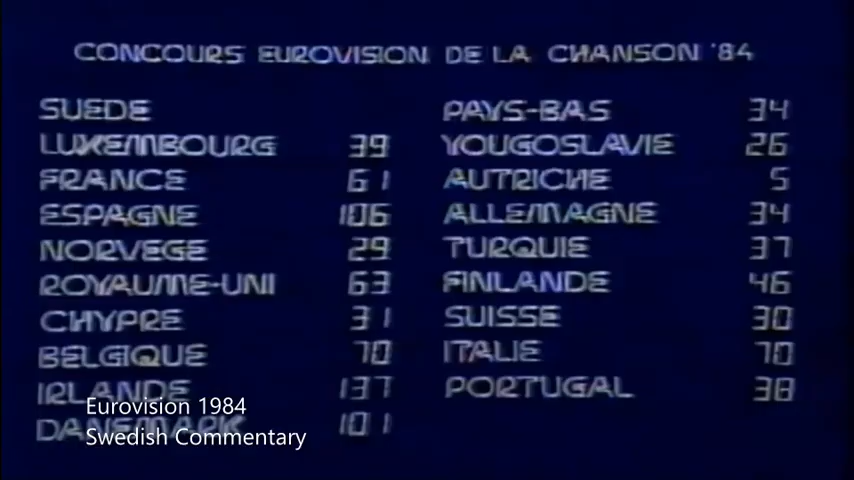 CONCOURS EUROVISION DE LA CHANSON '84
SUEDE
LUXEMBOURG 39
FRANCE 61
ESPAGNE 106
NORVEGE 29
ROYAUME-UNI 63
CHYPRE 31
BELGIQUE 70
IRLANDE 137
DANEMARK 101
PAYS-BAS 34
YOUGOSLAVIE 26
AUTRICHE 5
ALLEMAGNE 34
TURQUIE 37
FINLANDE 46
SUISSE 30
ITALIE 70
PORTUGAL 38
Eurovision 1984
Swedish Commentary